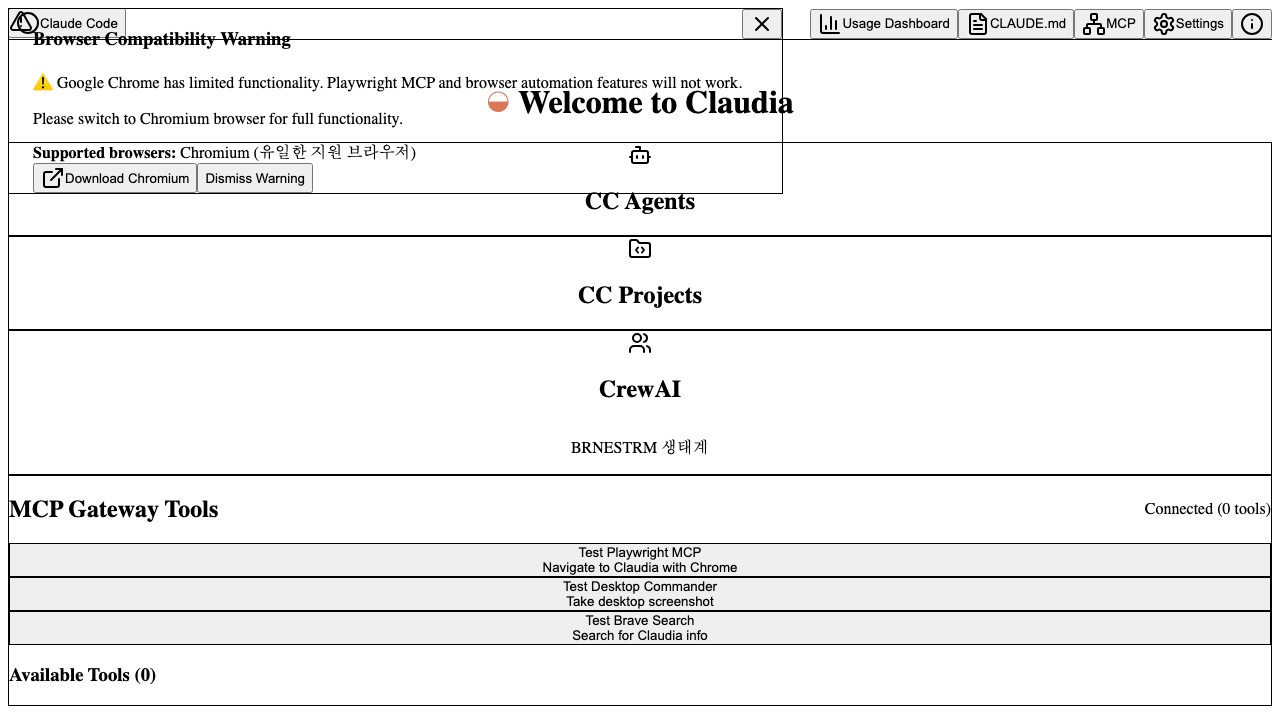 Claude Code
Usage Dashboard
CLAUDE.md
MCP
Settings
Browser Compatibility Warning
⚠️ Google Chrome has limited functionality. Playwright MCP and browser automation features will not work.
Please switch to Chromium browser for full functionality.
Supported browsers: Chromium (유일한 지원 브라우저)
Download Chromium
Dismiss Warning
Welcome to Claudia
CC Agents
CC Projects
CrewAI
BRNESTRM 생태계
MCP Gateway Tools
Connected (0 tools)
Test Playwright MCP
Navigate to Claudia with Chrome
Test Desktop Commander
Take desktop screenshot
Test Brave Search
Search for Claudia info
Available Tools (0)